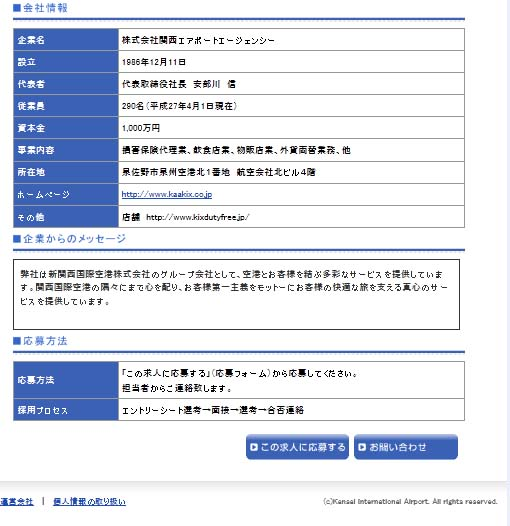 ■会社情報
企業名 株式会社関西エアポートエージェンシー
設立 1986年12月11日
代表者 代表取締役社長 安部川 信
従業員 290名(平成27年4月1日現在)
資本金 1,000万円
事業内容 損害保険代理業、飲食店業、物販店業、外貨両替業務、他
所在地 泉佐野市泉州空港北1番地 航空会社北ビル4階
ホームページ http://www.kaakix.co.jp
その他 店舗 http://www.kixdutyfree.jp/
■企業からのメッセージ
弊社は新関西国際空港株式会社のグループ会社として、空港とお客様を結ぶ多彩なサービスを提供していま
す。関西国際空港の隅々にまで心を配り、お客様第一主義をモットーにお客様の快適な旅を支える真心のサー
ビスを提供しています。
■応募方法
応募方法 「この求人に応募する」(応募フォーム)から応募してください。
担当者からご連絡致します。
採用プロセス エントリーシート選考→面接→選考→合否連絡
この求人に応募する お問い合わせ
運営会社 | 個人情報の取り扱い (c)Kansai International Airport. All rights reserved.